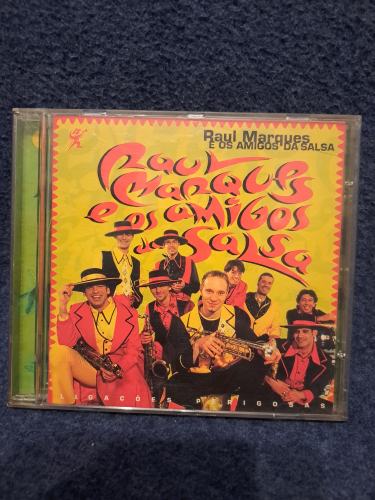 Raul Marques
E OS AMIGOS DA SALSA
Raul
Marques
e os amigos
da Salsa
LIGAÇÕES PERIGOSAS